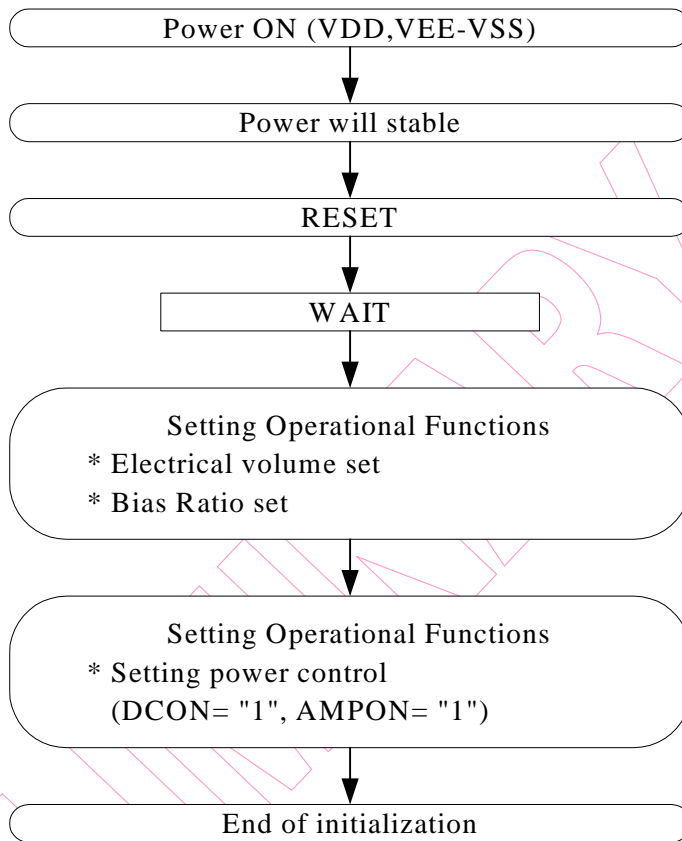 Power ON (VDD,VEE-VSS)
Power will stable
RESET
WAIT
Setting Operational Functions
* Electrical volume set
* Bias Ratio set
Setting Operational Functions
* Setting power control
(DCON= "1", AMPON= "1")
End of initialization